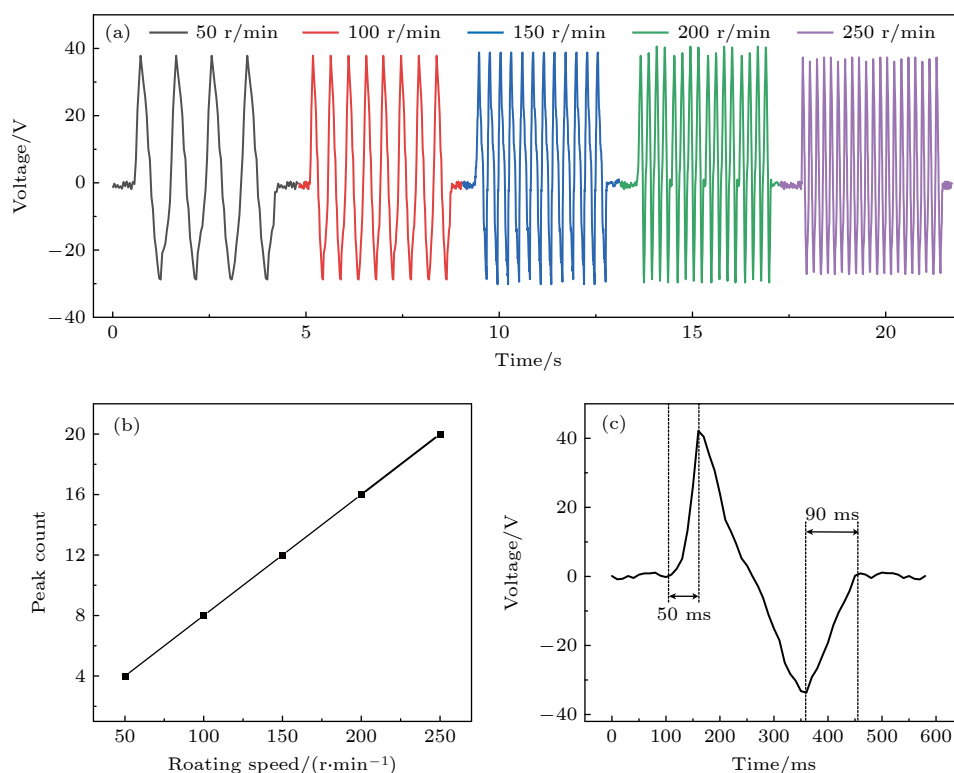 (a) 50 r/min 100 r/min 150 r/min 200 r/min 250 r/min
40
20
0
−20
−40
Voltage/V
0 5 10 15 20
Time/s
(b)
20
16
12
8
4
Peak count
50 100 150 200 250
Roating speed/(r·min⁻¹)
(c)
40
20
0
−20
−40
Voltage/V
90 ms
50 ms
0 100 200 300 400 500 600
Time/ms